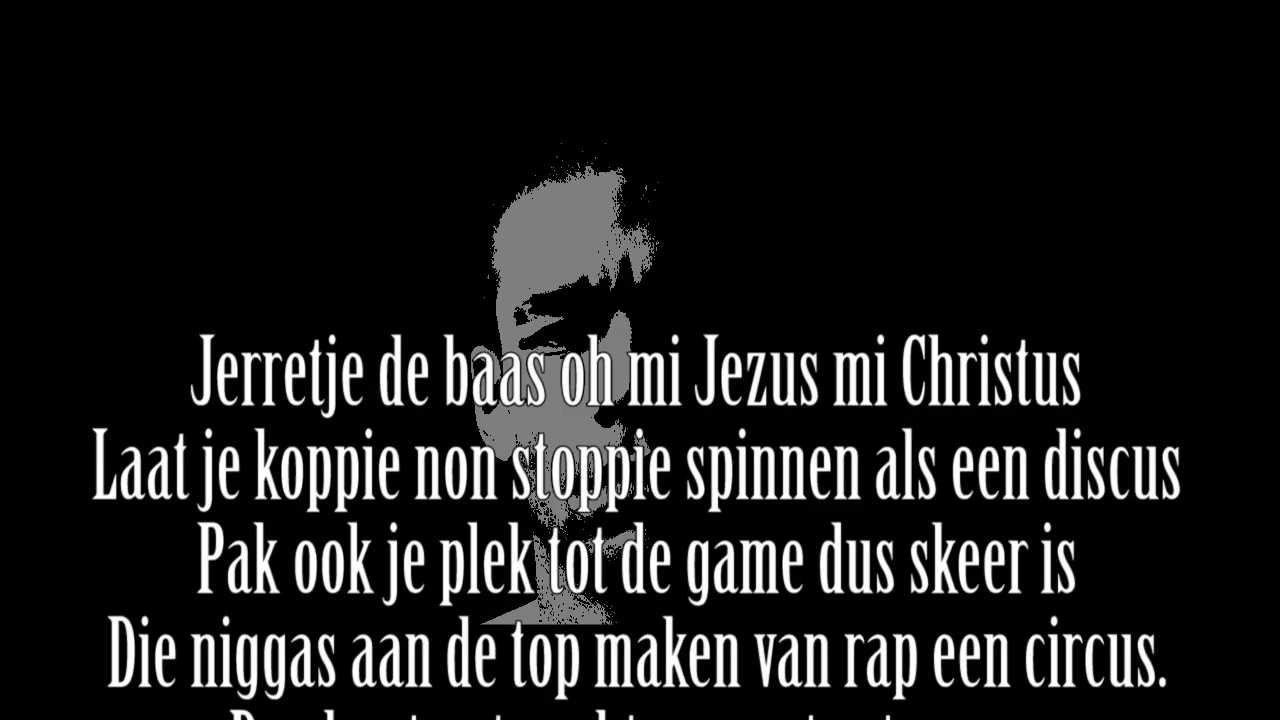 Jerretje de baas oh mi Jezus mi Christus
Laat je koppie non stoppie spinnen als een discus
Pak ook je plek tot de game dus skeer is
Die niggas aan de top maken van rap een circus.